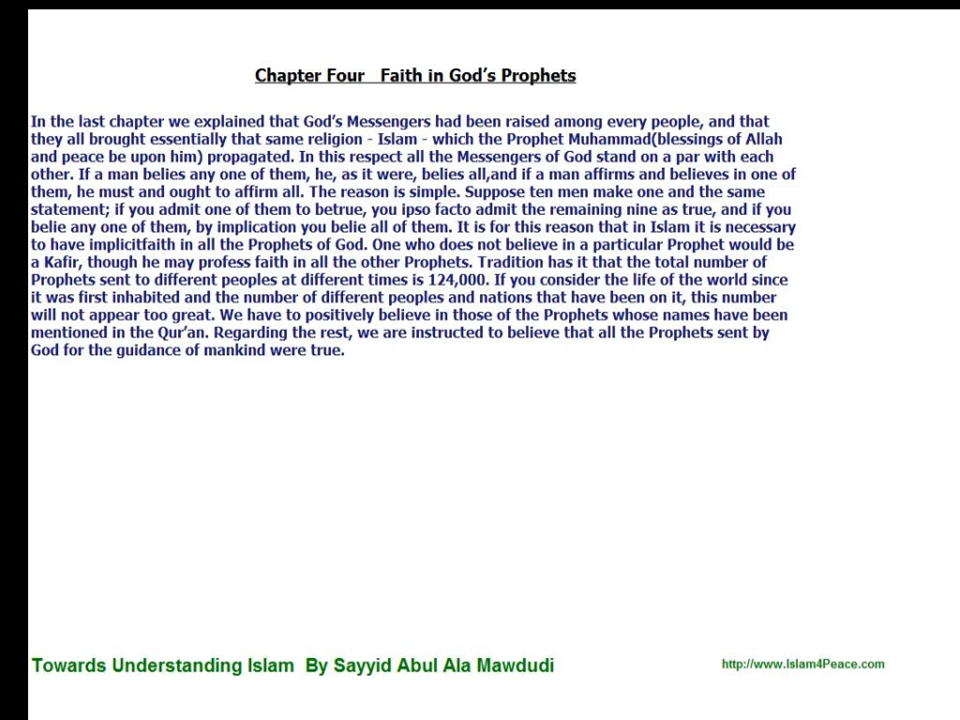 Chapter Four   Faith in God's Prophets
In the last chapter we explained that God's Messengers had been raised among every people, and that
they all brought essentially that same religion - Islam - which the Prophet Muhammad(blessings of Allah
and peace be upon him) propagated. In this respect all the Messengers of God stand on a par with each
other. If a man belies any one of them, he, as it were, belies all,and if a man affirms and believes in one of
them, he must and ought to affirm all. The reason is simple. Suppose ten men make one and the same
statement; if you admit one of them to betrue, you ipso facto admit the remaining nine as true, and if you
belie any one of them, by implication you belie all of them. It is for this reason that in Islam it is necessary
to have implicitfaith in all the Prophets of God. One who does not believe in a particular Prophet would be
a Kafir, though he may profess faith in all the other Prophets. Tradition has it that the total number of
Prophets sent to different peoples at different times is 124,000. If you consider the life of the world since
it was first inhabited and the number of different peoples and nations that have been on it, this number
will not appear too great. We have to positively believe in those of the Prophets whose names have been
mentioned in the Qur'an. Regarding the rest, we are instructed to believe that all the Prophets sent by
God for the guidance of mankind were true.
Towards Understanding Islam  By Sayyid Abul Ala Mawdudi
http://www.Islam4Peace.com